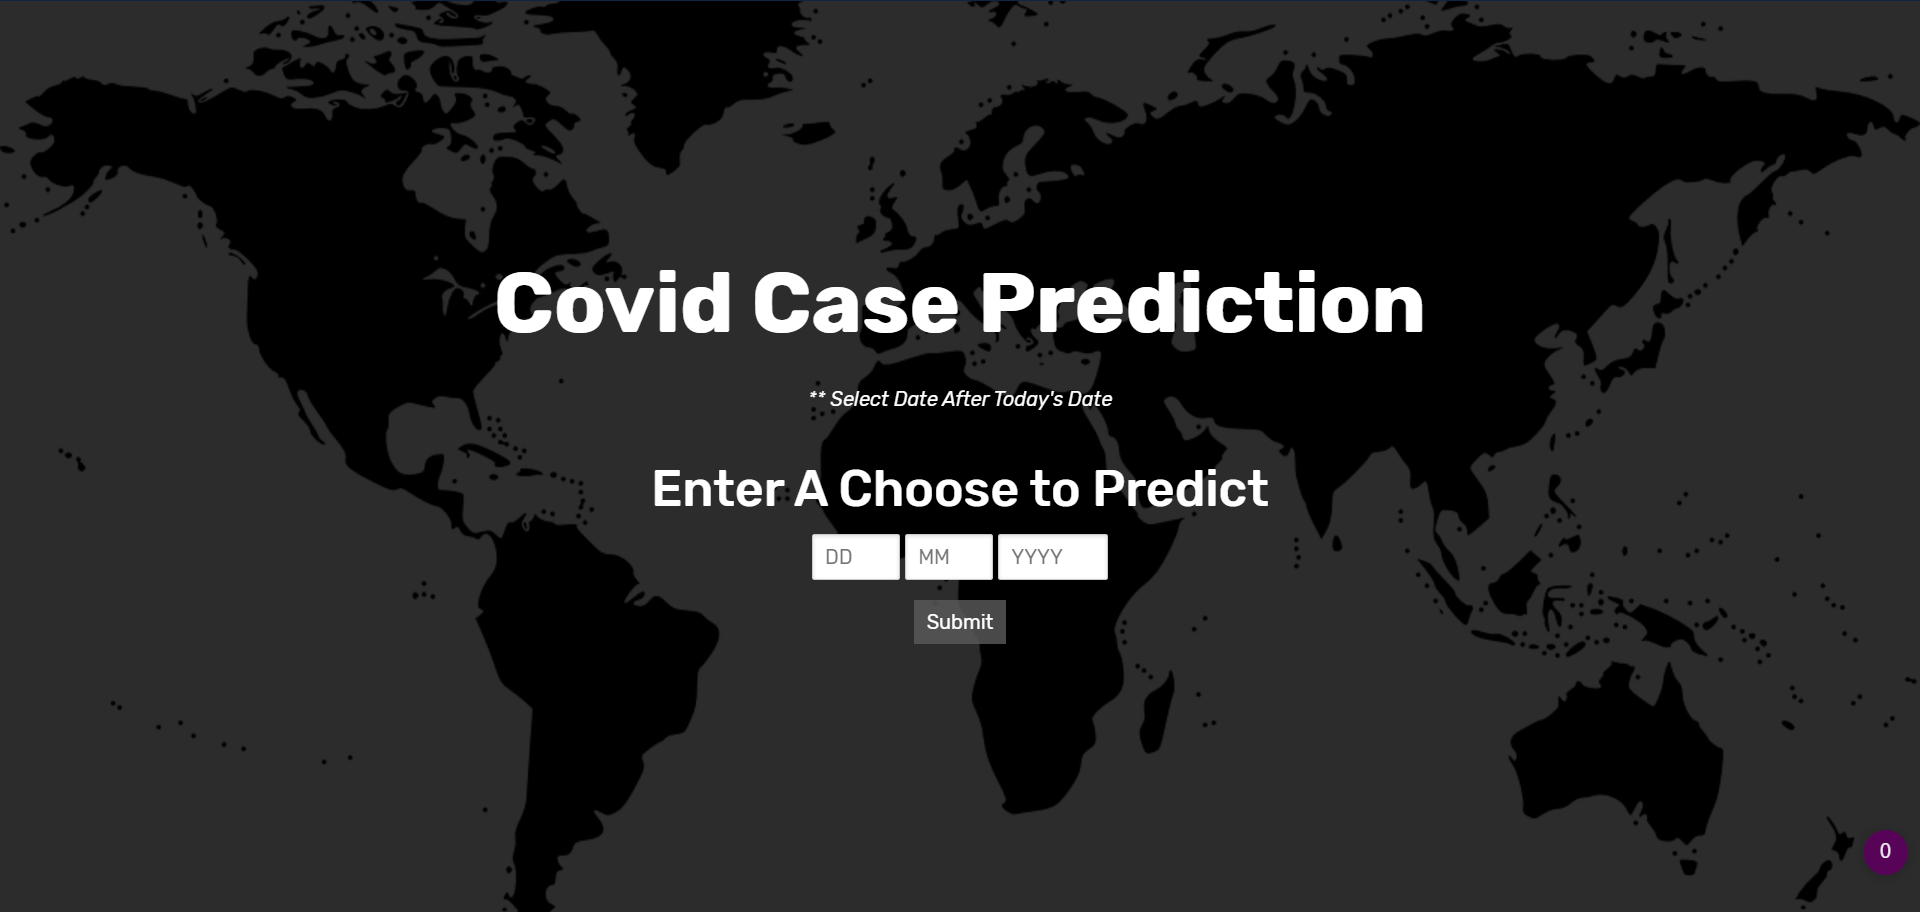 Covid Case Prediction
** Select Date After Today's Date
Enter A Choose to Predict
DD MM YYYY
Submit
0